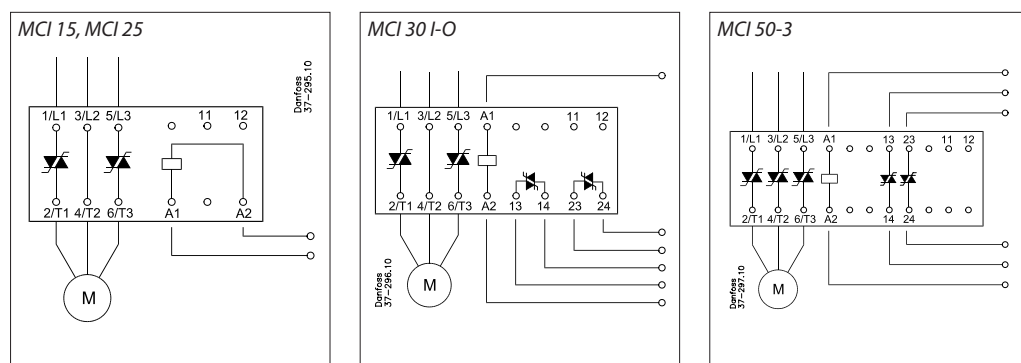 MCI 15, MCI 25
Danfoss
37-295.10
1/L1 3/L2 5/L3 11 12
2/T1 4/T2 6/T3 A1 A2
M
MCI 30 I-O
1/L1 3/L2 5/L3 A1 11 12
2/T1 4/T2 6/T3 A2 13 14 23 24
Danfoss
37-296.10
M
MCI 50-3
1/L1 3/L2 5/L3 A1 13 23 11 12
2/T1 4/T2 6/T3 A2 14 24
Danfoss
37-297.10
M